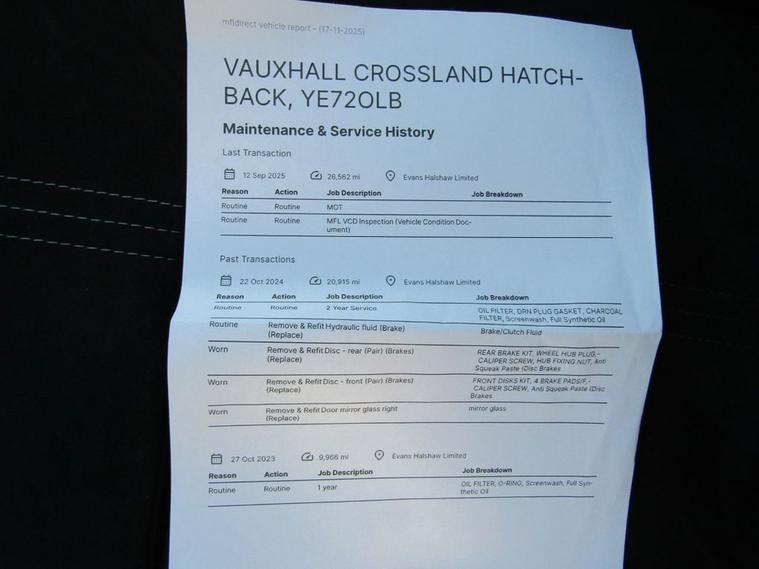 mfldirect vehicle report - (17-11-2025)
VAUXHALL CROSSLAND HATCH-
BACK, YE72OLB
Maintenance & Service History
Last Transaction
12 Sep 2025 26,562 mi Evans Halshaw Limited
Reason Action Job Description Job Breakdown
Routine Routine MOT
Routine Routine MFL VCD Inspection (Vehicle Condition Doc-
ument)
Past Transactions
22 Oct 2024 20,915 mi Evans Halshaw Limited
Reason Action Job Description Job Breakdown
Routine Routine 2 Year Service OIL FILTER, DRN PLUG GASKET, CHARCOAL
FILTER, Screenwash, Full Synthetic Oil
Routine Remove & Refit Hydraulic fluid (Brake) Brake/Clutch Fluid
(Replace)
Worn Remove & Refit Disc - rear (Pair) (Brakes) REAR BRAKE KIT, WHEEL HUB PLUG,-
(Replace) CALIPER SCREW, HUB FIXING NUT, Anti
Squeak Paste (Disc Brakes
Worn Remove & Refit Disc - front (Pair) (Brakes) FRONT DISKS KIT, 4 BRAKE PADS/F,-
(Replace) CALIPER SCREW, Anti Squeak Paste (Disc
Brakes
Worn Remove & Refit Door mirror glass right mirror glass
(Replace)
27 Oct 2023 9,966 mi Evans Halshaw Limited
Reason Action Job Description Job Breakdown
Routine Routine 1 year OIL FILTER, O-RING, Screenwash, Full Syn-
thetic Oil